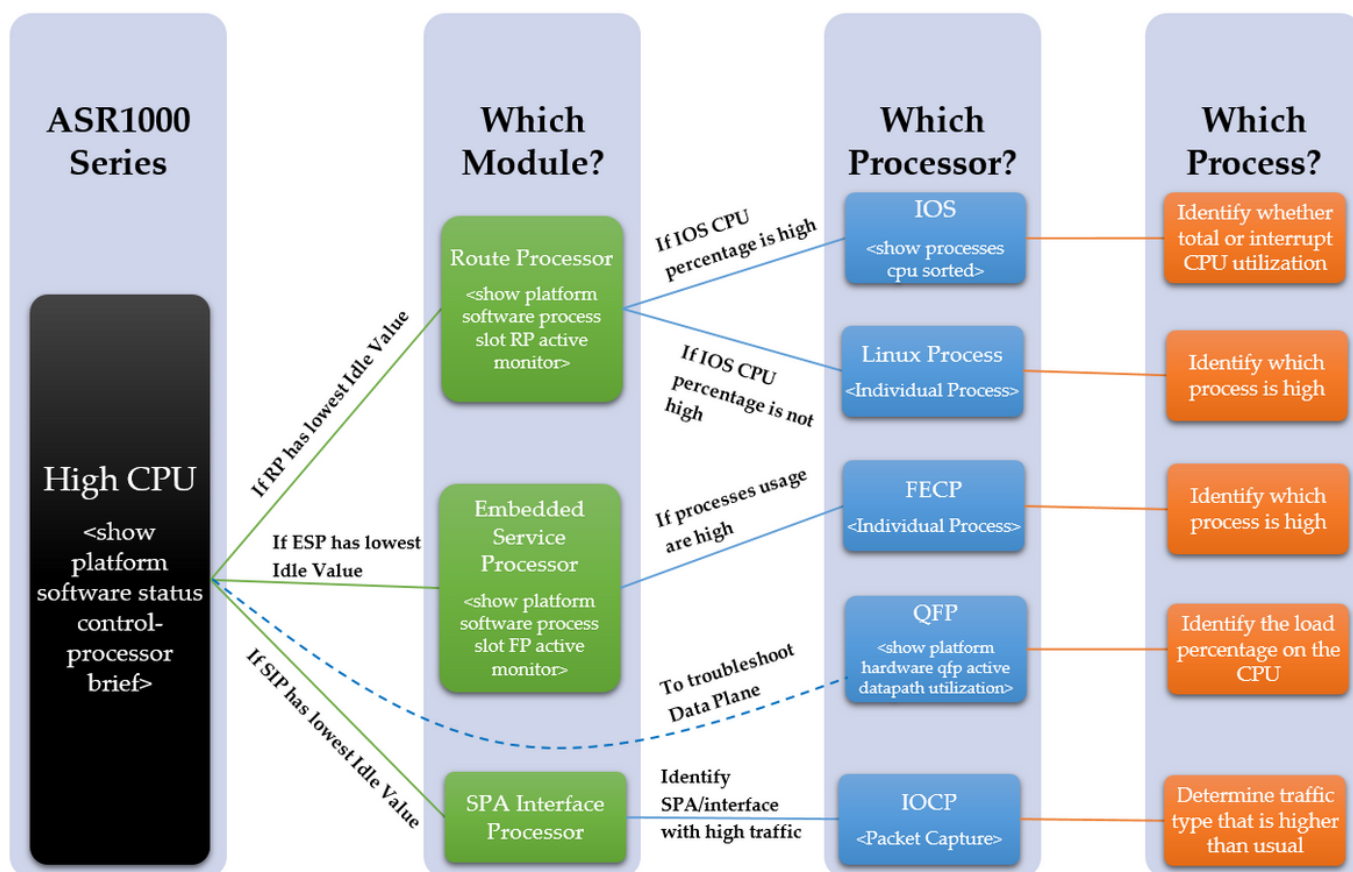 ASR1000
Series
High CPU
<show
platform
software status
control-
processor
brief>
If RP has lowest Idle Value
If ESP has lowest
Idle Value
If SIP has lowest Idle Value
Which
Module?
Route Processor
<show platform
software process
slot RP active
monitor>
Embedded
Service
Processor
<show platform
software process
slot FP active
monitor>
SPA Interface
Processor
If IOS CPU
percentage is high
If IOS CPU
percentage is not
high
If processes usage
are high
To troubleshoot
Data Plane
Identify
SPA/interface
with high traffic
Which
Processor?
IOS
<show processes
cpu sorted>
Linux Process
<Individual Process>
FECP
<Individual Process>
QFP
<show platform
hardware qfp active
datapath utilization>
IOCP
<Packet Capture>
Which
Process?
Identify whether
total or interrupt
CPU utilization
Identify which
process is high
Identify which
process is high
Identify the load
percentage on the
CPU
Determine traffic
type that is higher
than usual